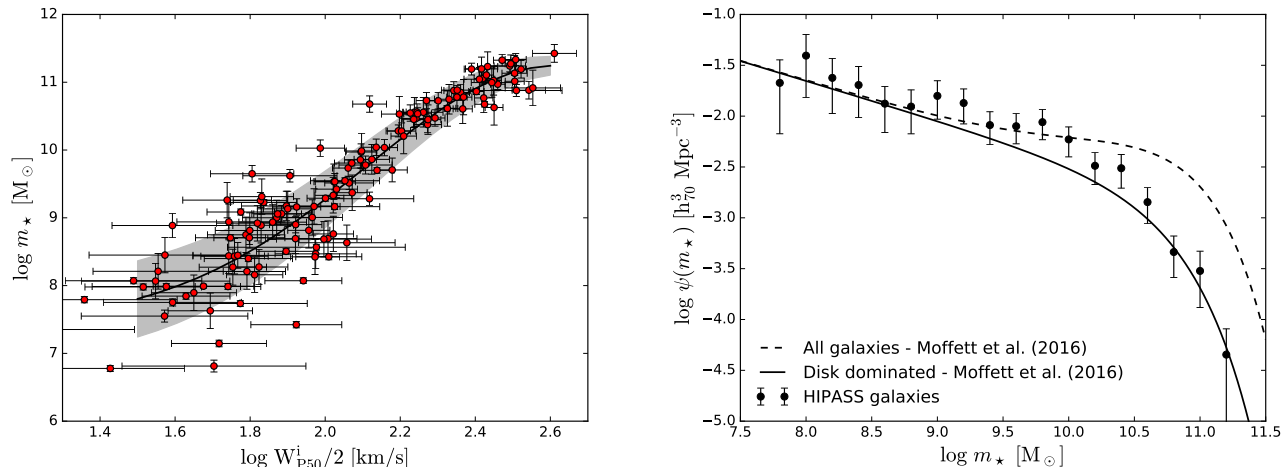 12
11
10
9
8
7
6
log m⋆ [M⊙]
1.4 1.6 1.8 2.0 2.2 2.4 2.6
log Wⁱ_P50/2 [km/s]
−1.0
−1.5
−2.0
−2.5
−3.0
−3.5
−4.0
−4.5
−5.0
log ψ(m⋆) [h³₇₀ Mpc⁻³]
All galaxies - Moffett et al. (2016)
Disk dominated - Moffett et al. (2016)
HIPASS galaxies
7.5 8.0 8.5 9.0 9.5 10.0 10.5 11.0 11.5
log m⋆ [M⊙]